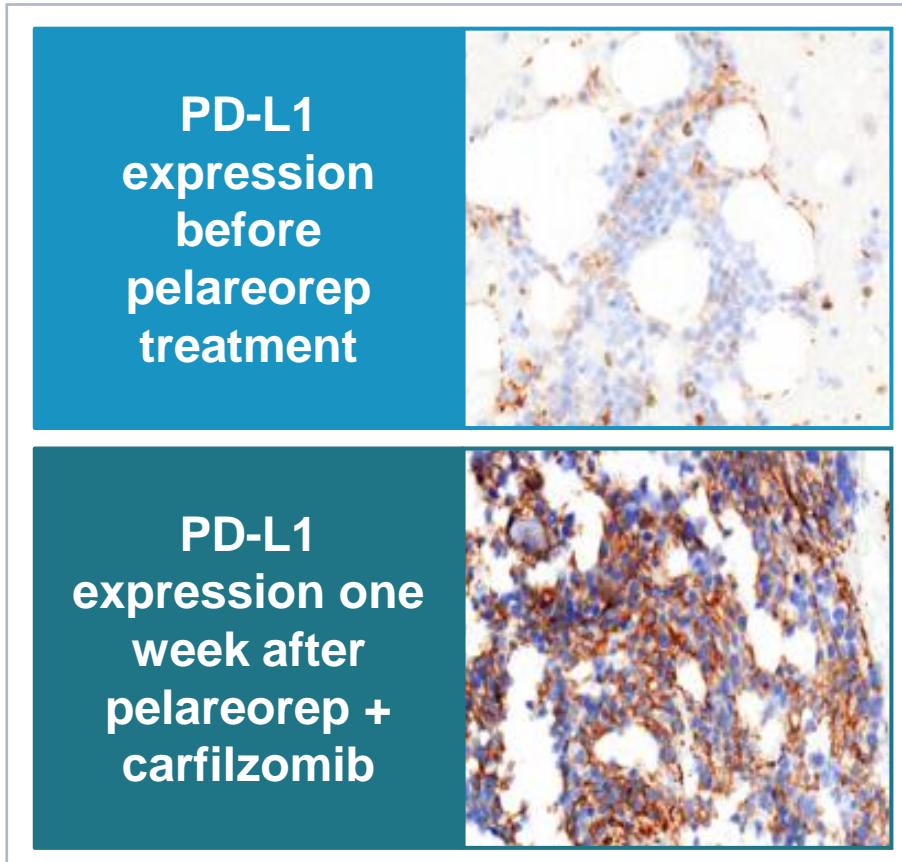 PD-L1
expression
before
pelareorep
treatment
PD-L1
expression one
week after
pelareorep +
carfilzomib